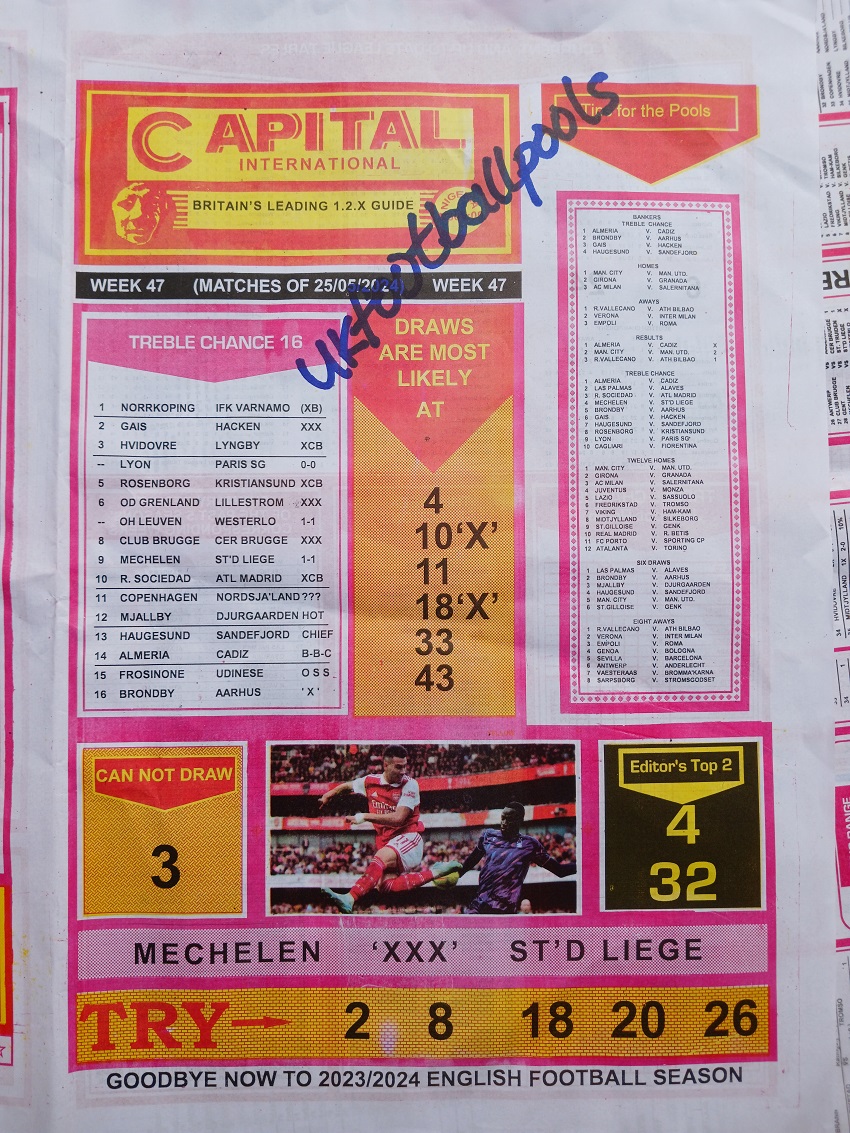 CAPITAL
INTERNATIONAL
BRITAIN'S LEADING 1.2.X GUIDE
Tips for the Pools
ukfootballpools
WEEK 47 (MATCHES OF 25/05/2024) WEEK 47
TREBLE CHANCE 16
1 NORRKOPING IFK VARNAMO (XB)
2 GAIS HACKEN XXX
3 HVIDOVRE LYNGBY XCB
-- LYON PARIS SG 0-0
5 ROSENBORG KRISTIANSUND XCB
6 OD GRENLAND LILLESTROM XXX
-- OH LEUVEN WESTERLO 1-1
8 CLUB BRUGGE CER BRUGGE XXX
9 MECHELEN ST'D LIEGE 1-1
10 R. SOCIEDAD ATL MADRID XCB
11 COPENHAGEN NORDSJA'LAND ???
12 MJALLBY DJURGAARDEN HOT
13 HAUGESUND SANDEFJORD CHIEF
14 ALMERIA CADIZ B-B-C
15 FROSINONE UDINESE O S S
16 BRONDBY AARHUS 'X'
DRAWS
ARE MOST
LIKELY
AT
4
10 'X'
11
18 'X'
33
43
BANKERS
TREBLE CHANCE
1 ALMERIA V. CADIZ
2 BRONDBY V. AARHUS
3 GAIS V. HACKEN
4 HAUGESUND V. SANDEFJORD
HOMES
1 MAN. CITY V. MAN. UTD.
2 GIRONA V. GRANADA
3 AC MILAN V. SALERNITANA
AWAYS
1 R.VALLECANO V. ATH BILBAO
2 VERONA V. INTER MILAN
3 EMPOLI V. ROMA
RESULTS
1 ALMERIA V. CADIZ X
2 MAN. CITY V. MAN. UTD. 2
3 R.VALLECANO V. ATH BILBAO 1
TREBLE CHANCE
1 ALMERIA V. CADIZ
2 LAS PALMAS V. ALAVES
3 R. SOCIEDAD V. ATL MADRID
4 MECHELEN V. ST'D LIEGE
5 BRONDBY V. AARHUS
6 GAIS V. HACKEN
7 HAUGESUND V. SANDEFJORD
8 ROSENBORG V. KRISTIANSUND
9 LYON V. PARIS SG
10 CAGLIARI V. FIORENTINA
TWELVE HOMES
1 MAN. CITY V. MAN. UTD.
2 GIRONA V. GRANADA
3 AC MILAN V. SALERNITANA
4 JUVENTUS V. MONZA
5 LAZIO V. SASSUOLO
6 FREDRIKSTAD V. TROMSO
7 VIKING V. HAM-KAM
8 MIDTJYLLAND V. SILKEBORG
9 ST.GILLOISE V. GENK
10 REAL MADRID V. R. BETIS
11 FC PORTO V. SPORTING CP
12 ATALANTA V. TORINO
SIX DRAWS
1 LAS PALMAS V. ALAVES
2 BRONDBY V. AARHUS
3 MJALLBY V. DJURGAARDEN
4 HAUGESUND V. SANDEFJORD
5 MAN. CITY V. MAN. UTD.
6 ST.GILLOISE V. GENK
EIGHT AWAYS
1 R.VALLECANO V. ATH BILBAO
2 VERONA V. INTER MILAN
3 EMPOLI V. ROMA
4 GENOA V. BOLOGNA
5 SEVILLA V. BARCELONA
6 ANTWERP V. ANDERLECHT
7 VAESTERAAS V. BROMMA'KARNA
8 SARPSBORG V. STROMSGODSET
CAN NOT DRAW
3
Editor's Top 2
4
32
MECHELEN 'XXX' ST'D LIEGE
TRY 2 8 18 20 26
GOODBYE NOW TO 2023/2024 ENGLISH FOOTBALL SEASON